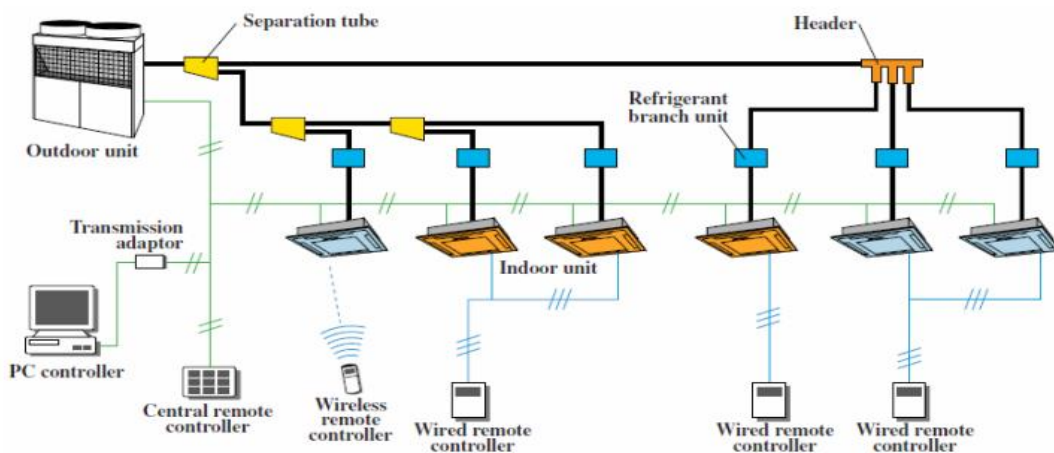 Separation tube
Header
Refrigerant
branch unit
Outdoor unit
Transmission
adaptor
Indoor unit
PC controller
Central remote
controller
Wireless
remote
controller
Wired remote
controller
Wired remote
controller
Wired remote
controller